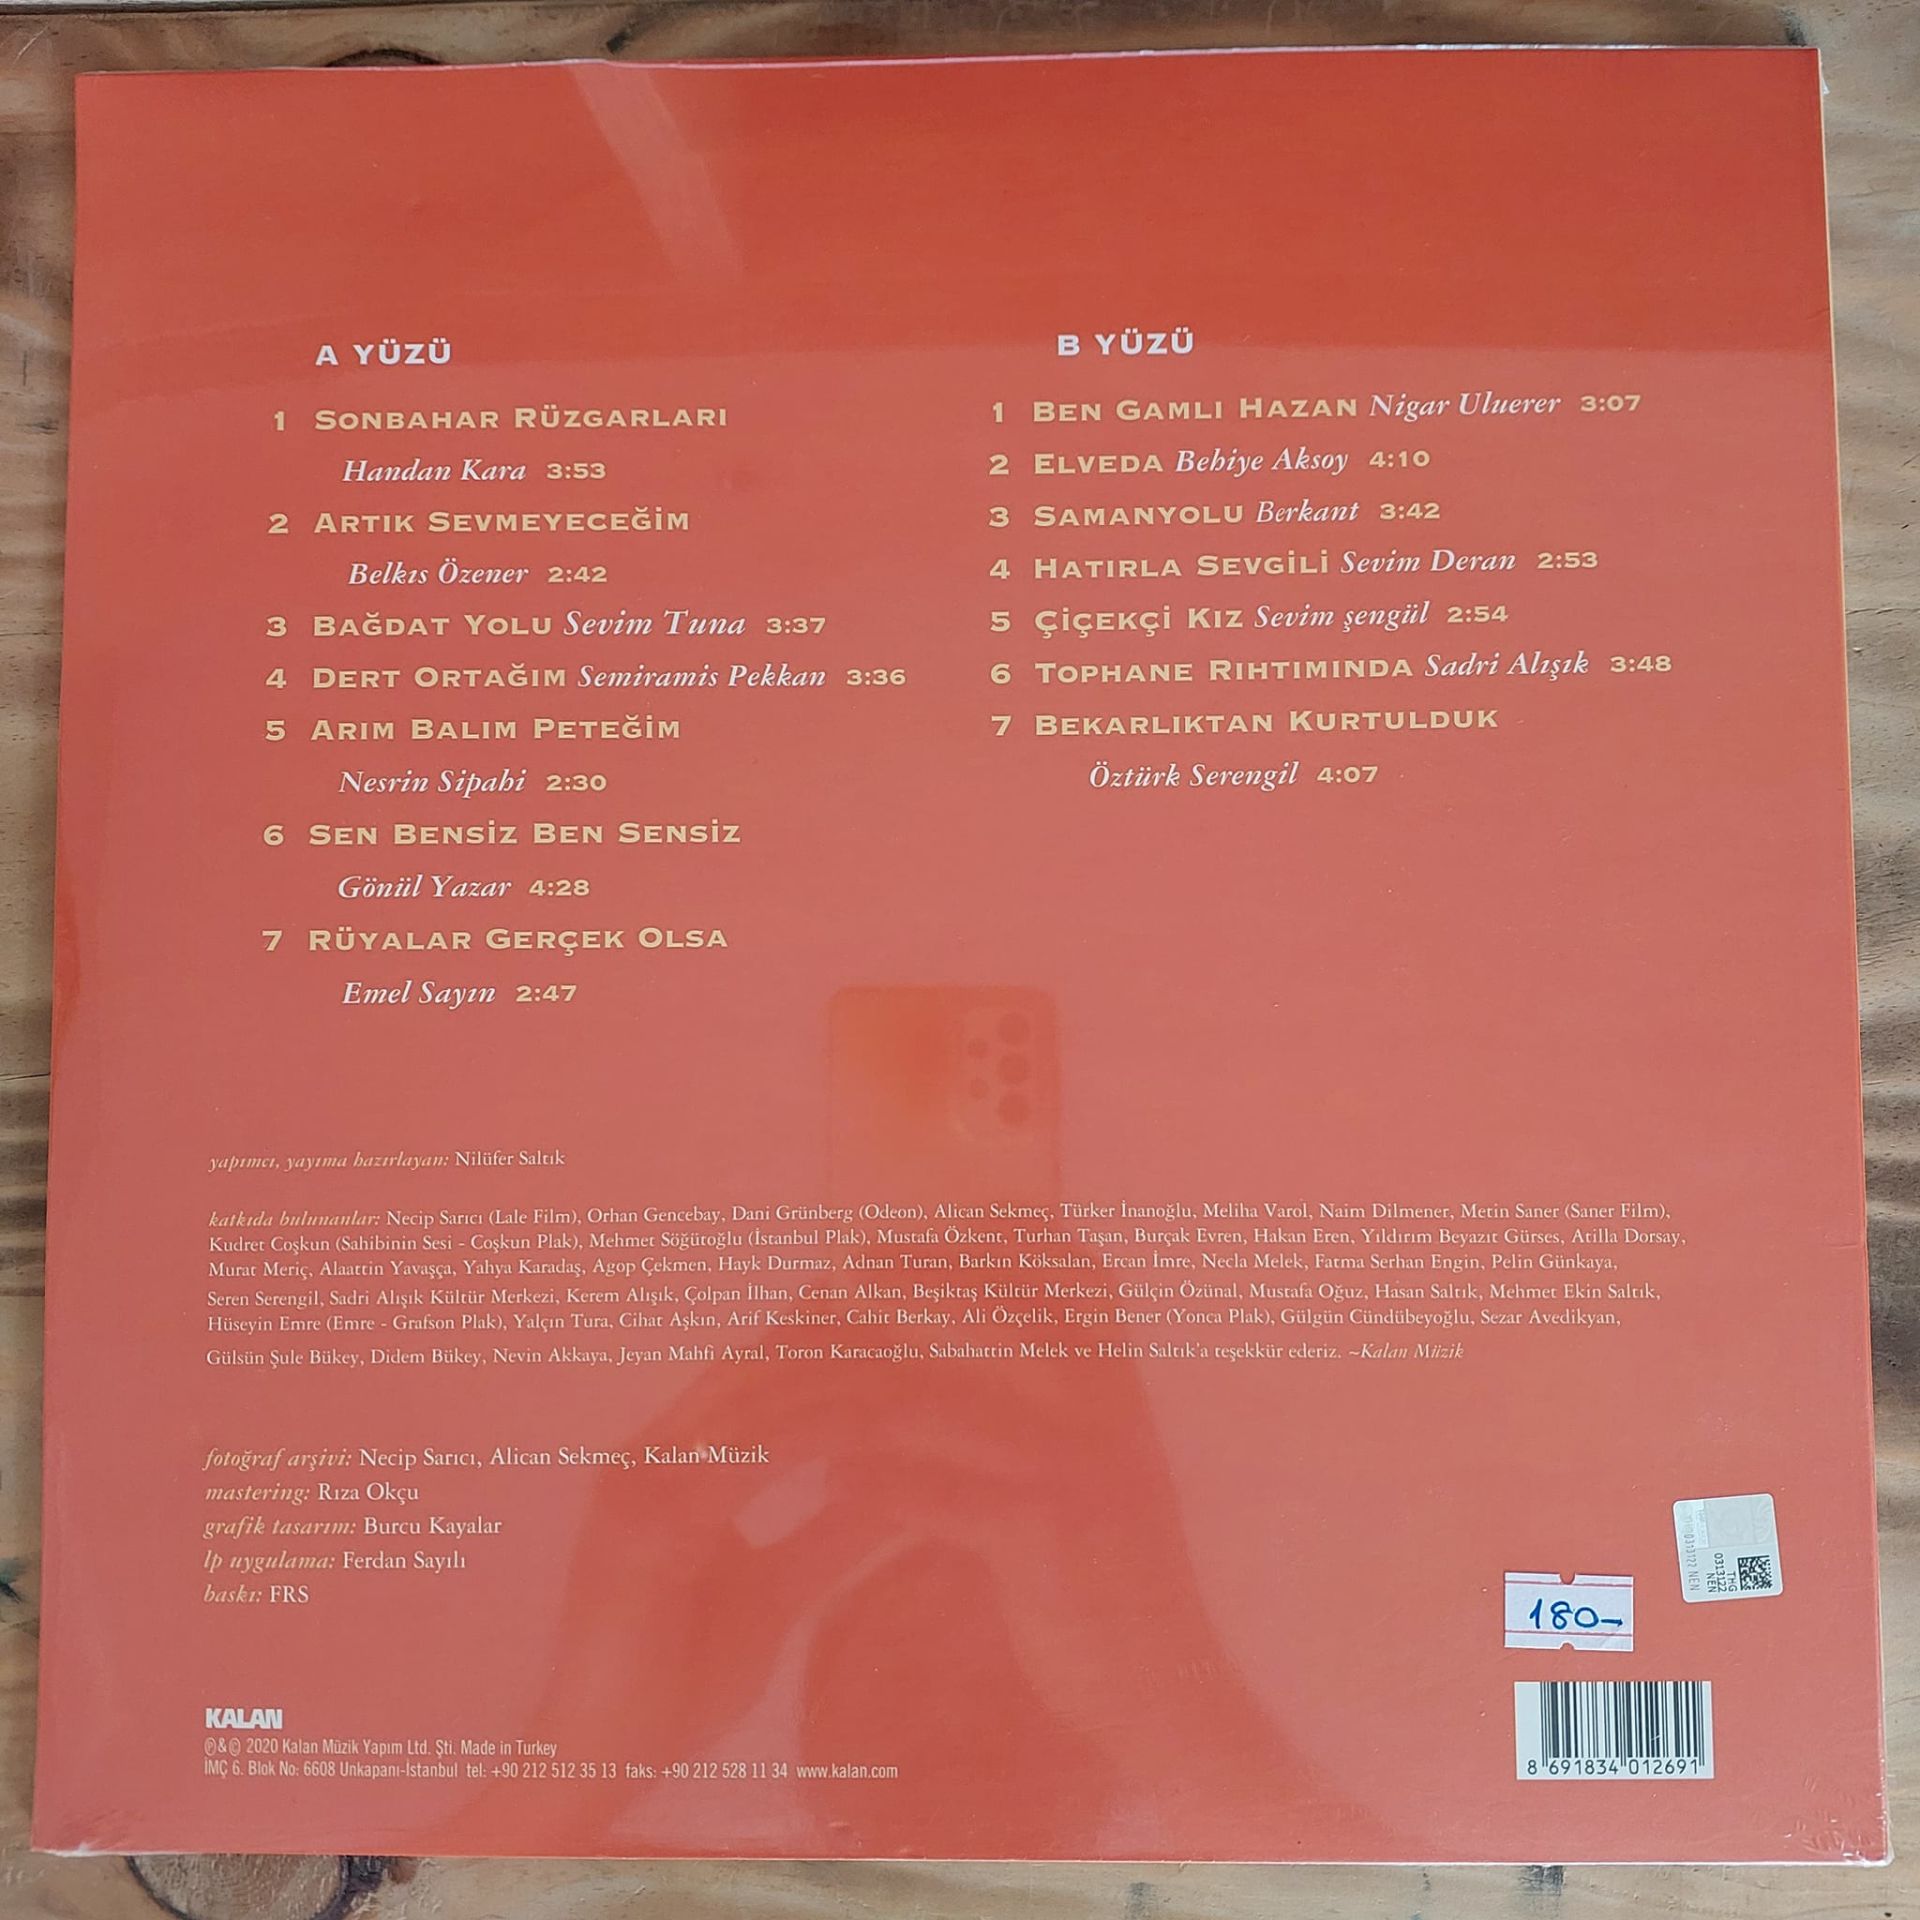 A YÜZÜ
1 SONBAHAR RÜZGARLARI
Handan Kara 3:53
2 ARTIK SEVMEYECEĞİM
Belkıs Özener 2:42
3 BAĞDAT YOLU Sevim Tuna 3:37
4 DERT ORTAĞIM Semiramis Pekkan 3:36
5 ARIM BALIM PETEĞİM
Nesrin Sipahi 2:30
6 SEN BENSİZ BEN SENSİZ
Gönül Yazar 4:28
7 RÜYALAR GERÇEK OLSA
Emel Sayın 2:47
B YÜZÜ
1 BEN GAMLI HAZAN Nigar Uluerer 3:07
2 ELVEDA Behiye Aksoy 4:10
3 SAMANYOLU Berkant 3:42
4 HATIRLA SEVGİLİ Sevim Deran 2:53
5 ÇİÇEKÇİ KIZ Sevim şengül 2:54
6 TOPHANE RIHTIMINDA Sadri Alışık 3:48
7 BEKARLIKTAN KURTULDUK
Öztürk Serengil 4:07
yapımcı, yayıma hazırlayan: Nilüfer Saltık
katkıda bulunanlar: Necip Sarıcı (Lale Film), Orhan Gencebay, Dani Grünberg (Odeon), Alican Sekmeç, Türker İnanoğlu, Meliha Varol, Naim Dilmener, Metin Saner (Saner Film),
Kudret Coşkun (Sahibinin Sesi - Coşkun Plak), Mehmet Söğütoğlu (İstanbul Plak), Mustafa Özkent, Turhan Taşan, Burçak Evren, Hakan Eren, Yıldırım Beyazıt Gürses, Atilla Dorsay,
Murat Meriç, Alaattin Yavaşça, Yahya Karadaş, Agop Çekmen, Hayk Durmaz, Adnan Turan, Barkın Köksalan, Ercan İmre, Necla Melek, Fatma Serhan Engin, Pelin Günkaya,
Seren Serengil, Sadri Alışık Kültür Merkezi, Kerem Alışık, Çolpan İlhan, Cenan Alkan, Beşiktaş Kültür Merkezi, Gülçin Özünal, Mustafa Oğuz, Hasan Saltık, Mehmet Ekin Saltık,
Hüseyin Emre (Emre - Grafson Plak), Yalçın Tura, Cihat Aşkın, Arif Keskiner, Cahit Berkay, Ali Özçelik, Ergin Bener (Yonca Plak), Gülgün Cündübeyoğlu, Sezar Avedikyan,
Gülsün Şule Bükey, Didem Bükey, Nevin Akkaya, Jeyan Mahfi Ayral, Toron Karacaoğlu, Sabahattin Melek ve Helin Saltık'a teşekkür ederiz. ~Kalan Müzik
fotoğraf arşivi: Necip Sarıcı, Alican Sekmeç, Kalan Müzik
mastering: Rıza Okçu
grafik tasarım: Burcu Kayalar
lp uygulama: Ferdan Sayılı
baskı: FRS
THG
0313122
NEN
180-
KALAN
℗&© 2020 Kalan Müzik Yapım Ltd. Şti. Made in Turkey
İMÇ 6. Blok No: 6608 Unkapanı-İstanbul tel: +90 212 512 35 13 faks: +90 212 528 11 34 www.kalan.com
8 691834 012691